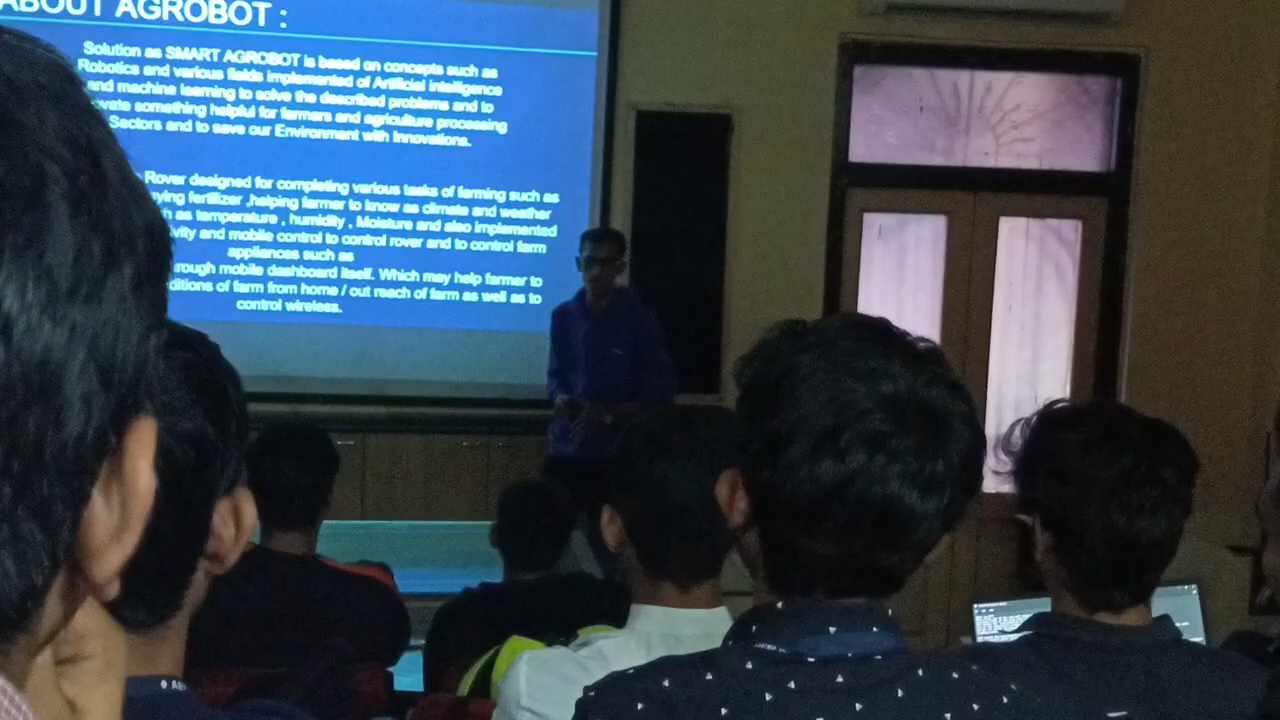 ABOUT AGROBOT :
Solution as SMART AGROBOT is based on concepts such as
Robotics and various fields implemented of Artificial intelligence
and machine learning to solve the described problems and to
something helpful for farmers and agriculture processing
Sectors and to save our Environment with Innovations.
Rover designed for completing various tasks of farming such as
fertilizer ,helping farmer to know as climate and weather
as temperature , humidity , Moisture and also implemented
and mobile control to control rover and to control farm
appliances such as
mobile dashboard itself. Which may help farmer to
of farm from home / out reach of farm as well as to
control wireless.